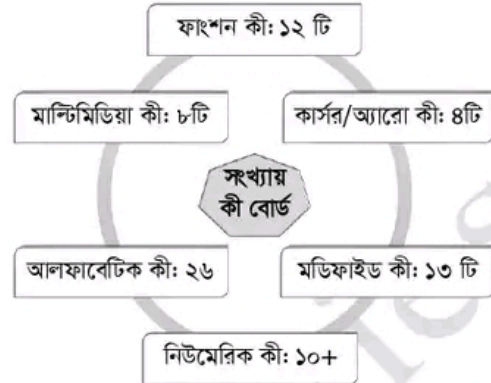 ফাংশন কী: ১২ টি
মাল্টিমিডিয়া কী: ৮টি
কার্সর/অ্যারো কী: ৪টি
সংখ্যায়
কী বোর্ড
আলফাবেটিক কী: ২৬
মডিফাইড কী: ১৩ টি
নিউমেরিক কী: ১০+